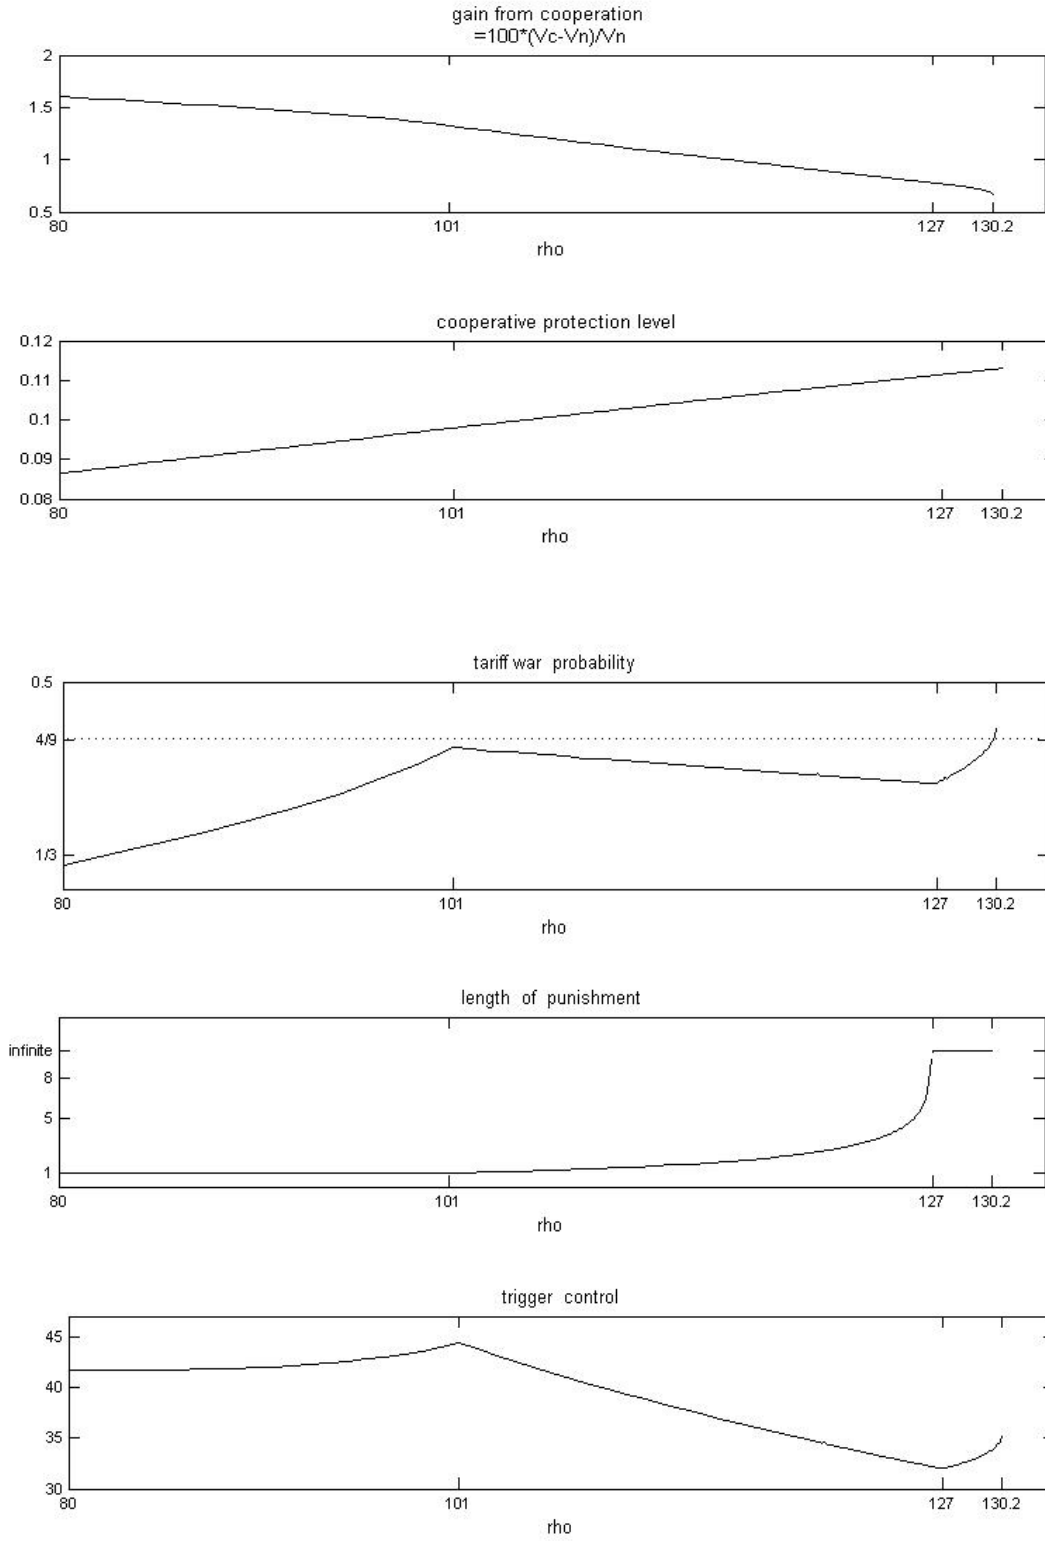 gain from cooperation
=100*(Vc-Vn)/Vn
2
1.5
1
0.5
80 101 127 130.2
rho
cooperative protection level
0.12
0.11
0.1
0.09
0.08
80 101 127 130.2
rho
tariff war probability
0.5
4/9
1/3
80 101 127 130.2
rho
length of punishment
infinite
8
5
1
80 101 127 130.2
rho
trigger control
45
40
35
30
80 101 127 130.2
rho